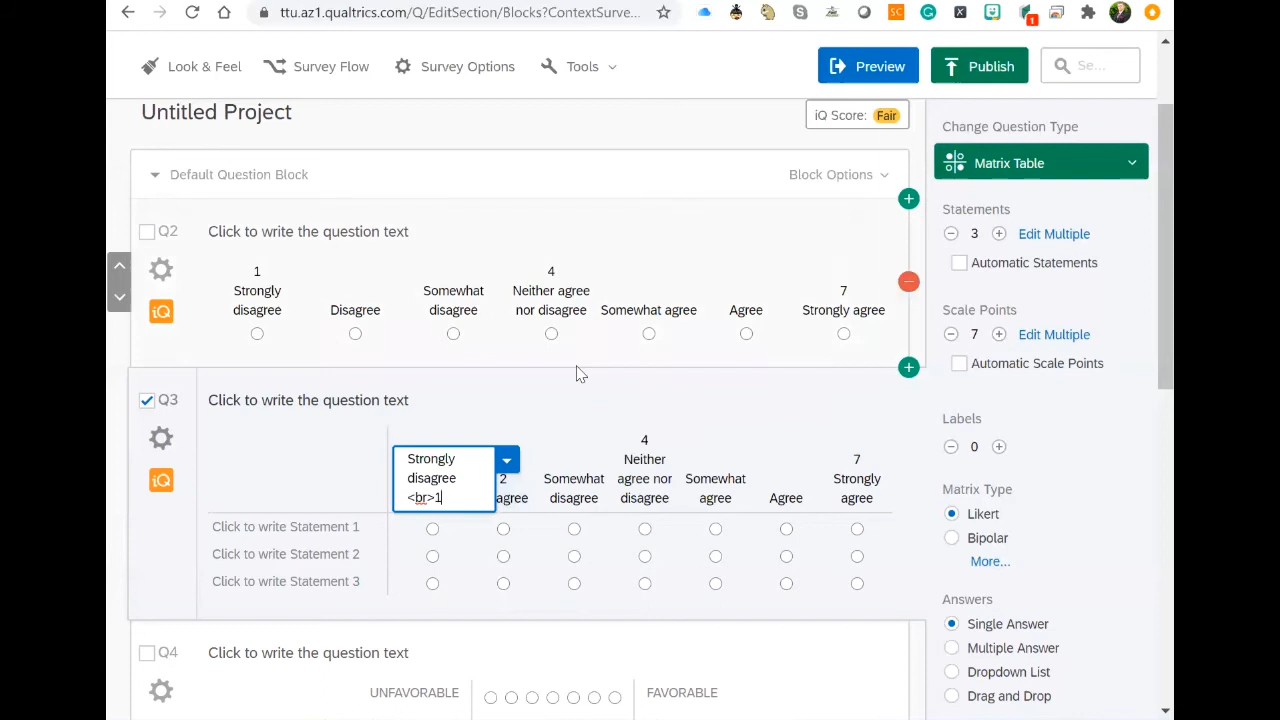 ttu.az1.qualtrics.com/Q/EditSection/Blocks?ContextSurve...
SC
X
1
Look & Feel
Survey Flow
Survey Options
Tools
Preview
Publish
Se...
Untitled Project
iQ Score: Fair
Default Question Block
Block Options
Q2
Click to write the question text
iQ
1
Strongly
disagree
Disagree
Somewhat
disagree
4
Neither agree
nor disagree
Somewhat agree
Agree
7
Strongly agree
Q3
Click to write the question text
iQ
Strongly
disagree
<br>1
2
agree
Somewhat
disagree
4
Neither
agree nor
disagree
Somewhat
agree
Agree
7
Strongly
agree
Click to write Statement 1
Click to write Statement 2
Click to write Statement 3
Q4
Click to write the question text
UNFAVORABLE
FAVORABLE
Change Question Type
Matrix Table
Statements
3
Edit Multiple
Automatic Statements
Scale Points
7
Edit Multiple
Automatic Scale Points
Labels
0
Matrix Type
Likert
Bipolar
More...
Answers
Single Answer
Multiple Answer
Dropdown List
Drag and Drop